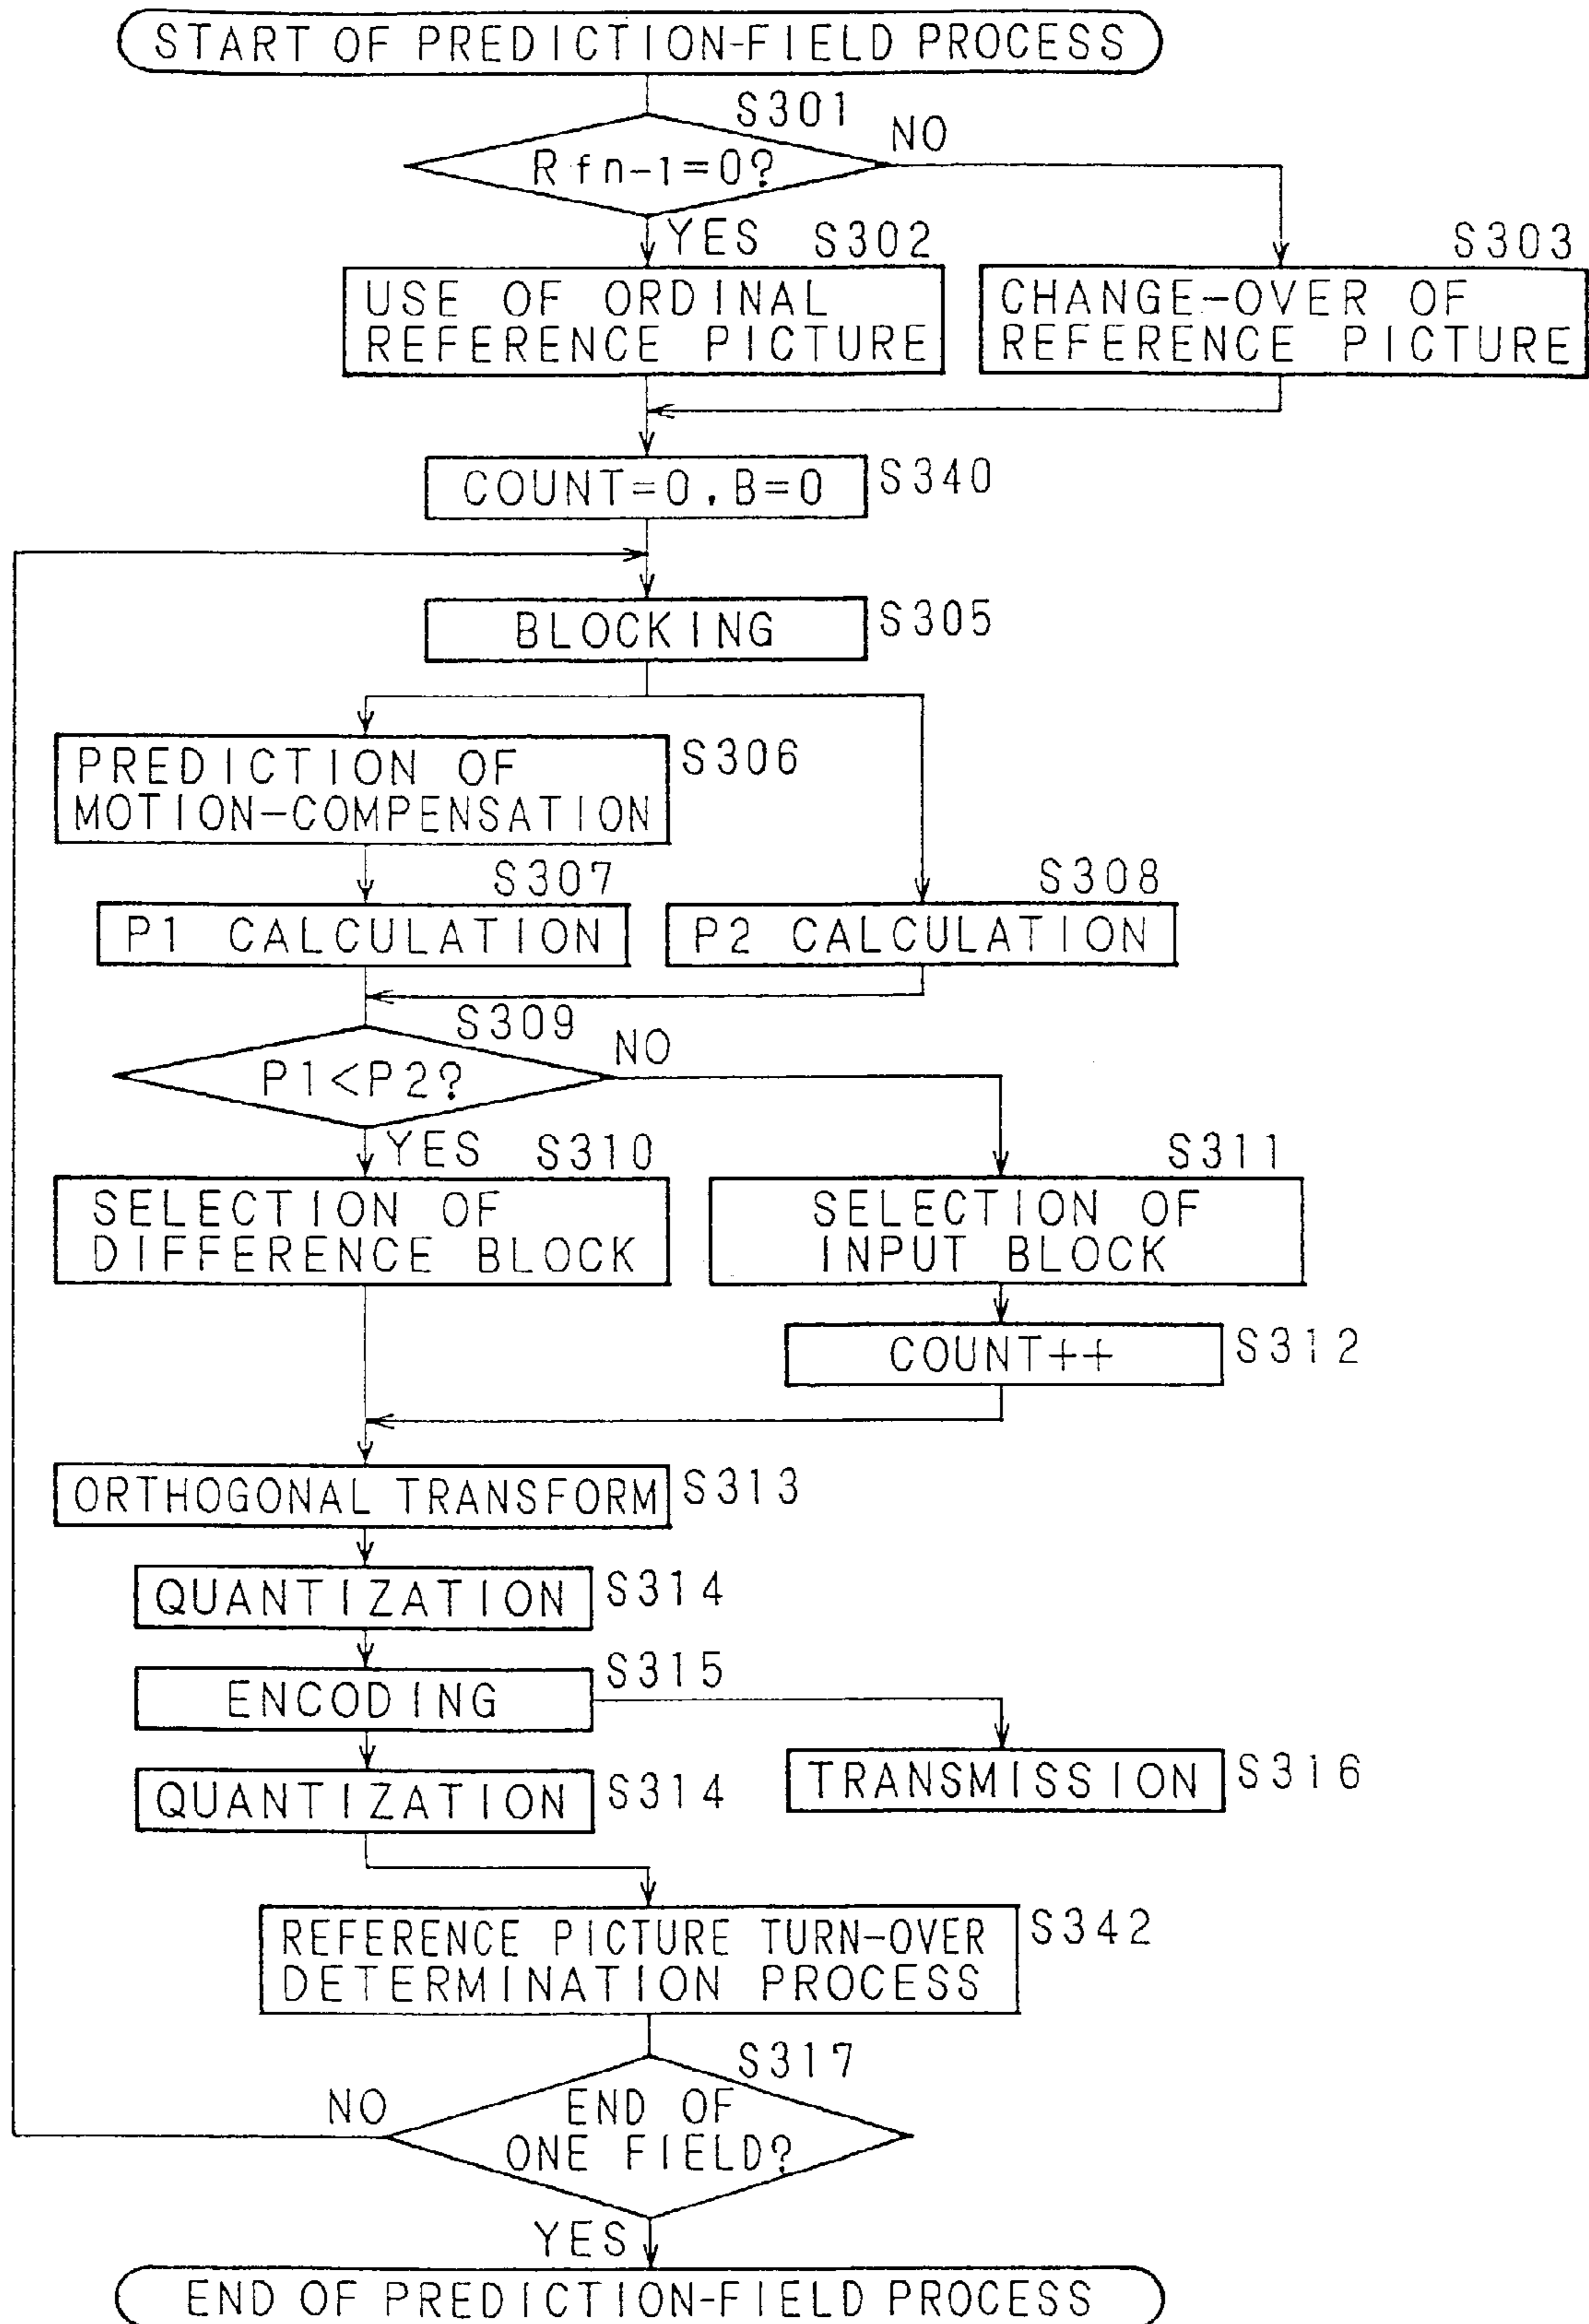 START OF PREDICTION-FIELD PROCESS
S301
Rfn-1=0?
NO
YES
S302
S303
USE OF ORDINAL
REFERENCE PICTURE
CHANGE-OVER OF
REFERENCE PICTURE
COUNT=0.B=0
S340
BLOCKING
S305
PREDICTION OF
MOTION-COMPENSATION
S306
S307
S308
P1 CALCULATION
P2 CALCULATION
S309
P1<P2?
NO
YES
S310
S311
SELECTION OF
DIFFERENCE BLOCK
SELECTION OF
INPUT BLOCK
COUNT++
S312
ORTHOGONAL TRANSFORM
S313
QUANTIZATION
S314
ENCODING
S315
TRANSMISSION
S316
QUANTIZATION
S314
REFERENCE PICTURE TURN-OVER
DETERMINATION PROCESS
S342
S317
NO
END OF
ONE FIELD?
YES
END OF PREDICTION-FIELD PROCESS